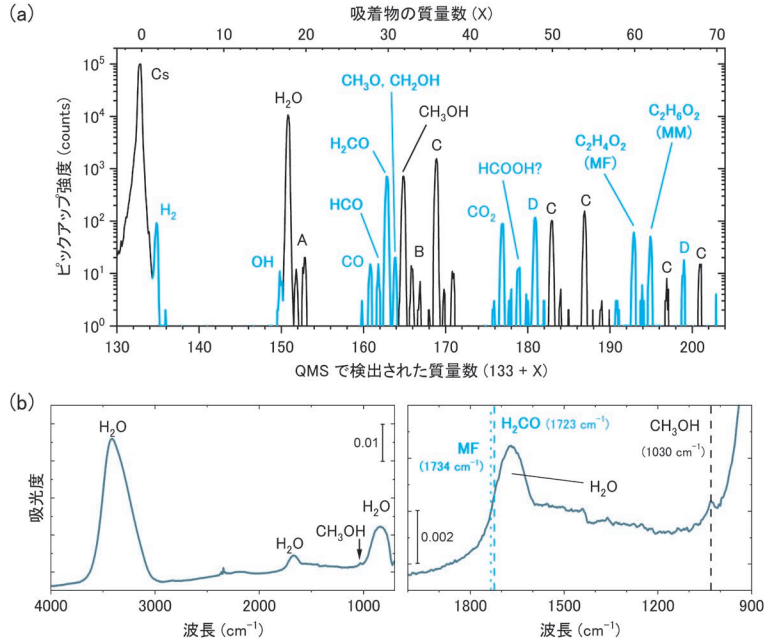 (a)
吸着物の質量数 (X)
0 10 20 30 40 50 60 70
ピックアップ強度 (counts)
10⁵
10⁴
10³
10²
10¹
10⁰
Cs
H₂
H₂O
OH
A
CH₃O, CH₂OH
CH₃OH
H₂CO
HCO
CO
B
C
HCOOH?
CO₂
D
C
C
C₂H₄O₂
(MF)
C₂H₆O₂
(MM)
C
D
C
130 140 150 160 170 180 190 200
QMS で検出された質量数 (133 + X)
(b)
吸光度
H₂O
0.01
H₂O
CH₃OH
H₂O
4000 3000 2000 1000
波長 (cm⁻¹)
H₂CO (1723 cm⁻¹)
MF
(1734 cm⁻¹)
CH₃OH
(1030 cm⁻¹)
H₂O
0.002
1800 1500 1200 900
波長 (cm⁻¹)